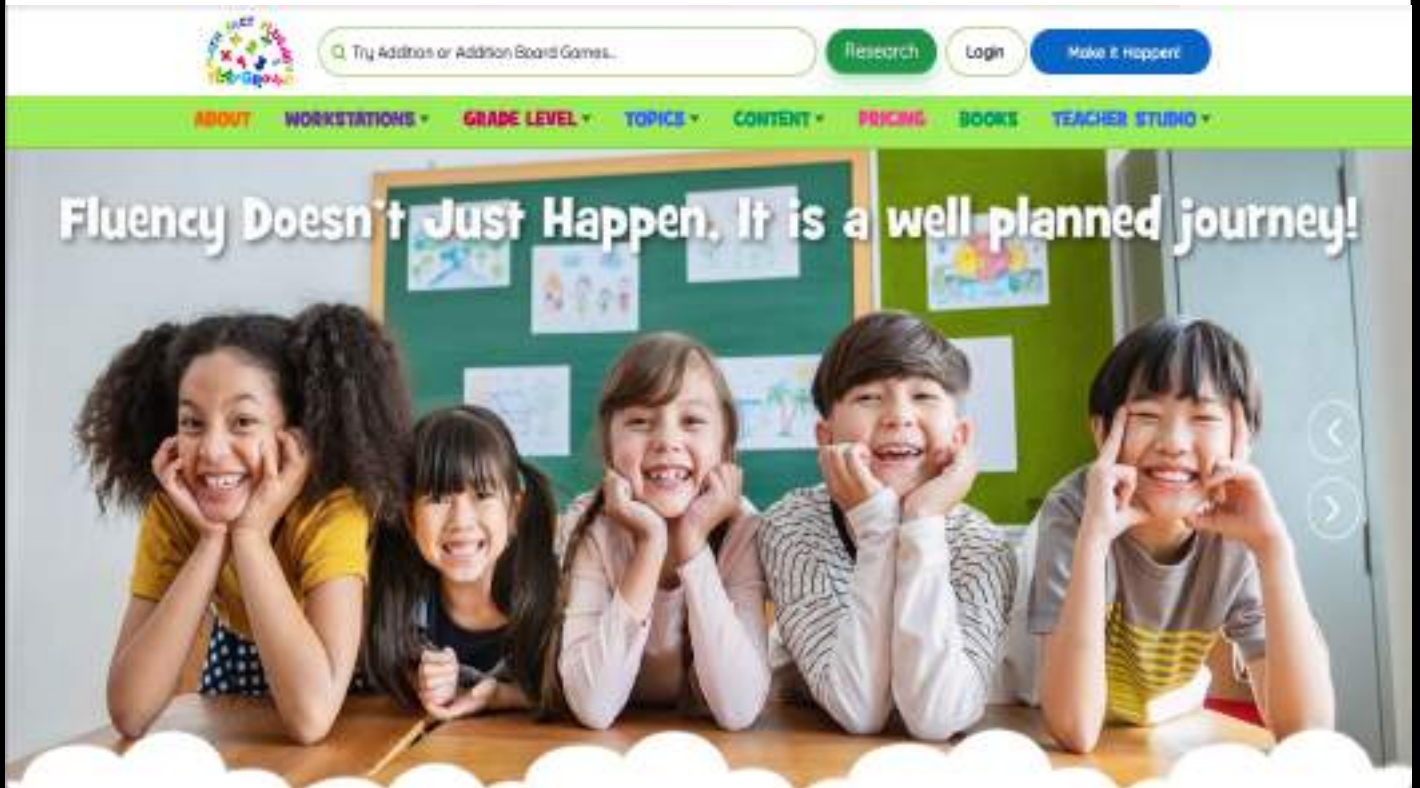 Try Addition or Addition Board Games...
Research
Login
Make it Happen!
ABOUT WORKSTATIONS GRADE LEVEL TOPICS CONTENT PRICING BOOKS TEACHER STUDIO
Fluency Doesn't Just Happen, It is a well planned journey!